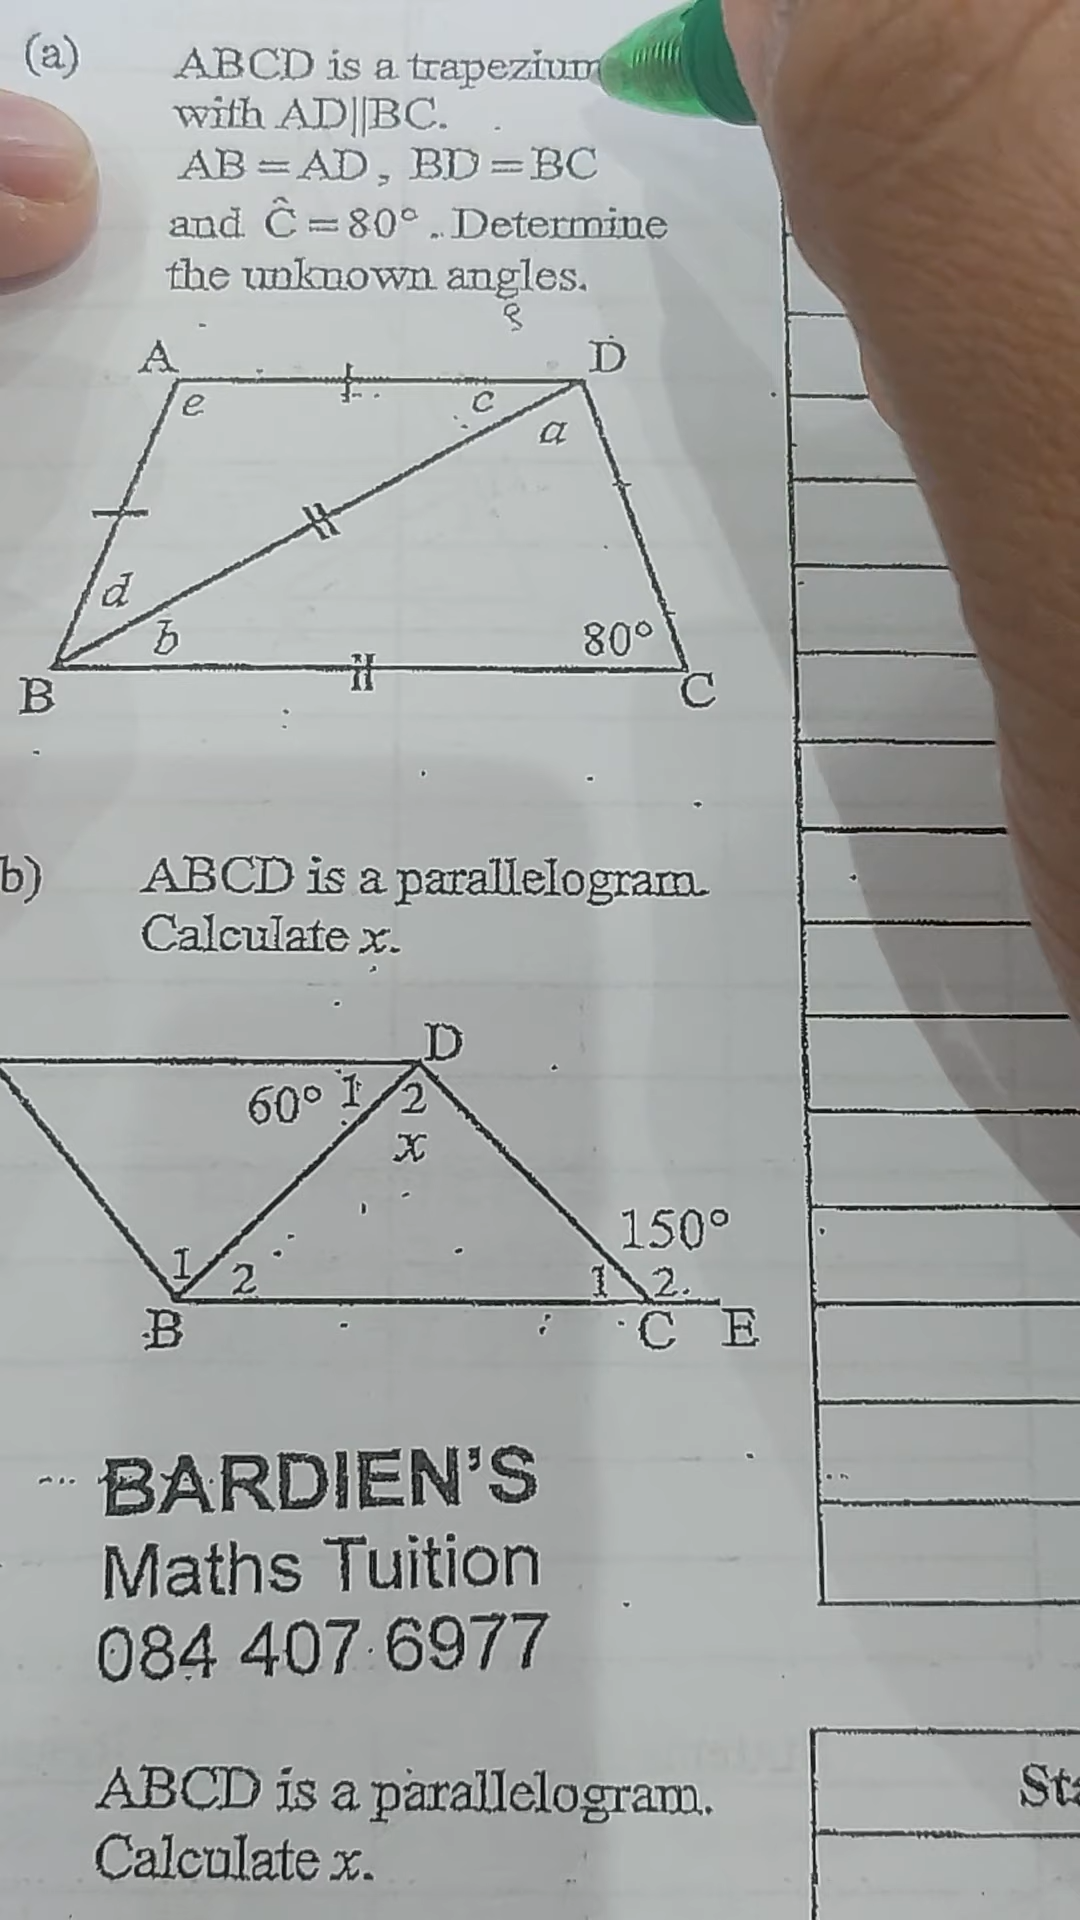 (a) ABCD is a trapezium
with AD||BC.
AB = AD, BD = BC
and Ĉ = 80°. Determine
the unknown angles.
A D
e c
a
d
b 80°
B C
b) ABCD is a parallelogram.
Calculate x.
D
60° 1 2
x
150°
1 2 1 2.
B C E
BARDIEN'S
Maths Tuition
084 407 6977
ABCD is a parallelogram.
Calculate x.